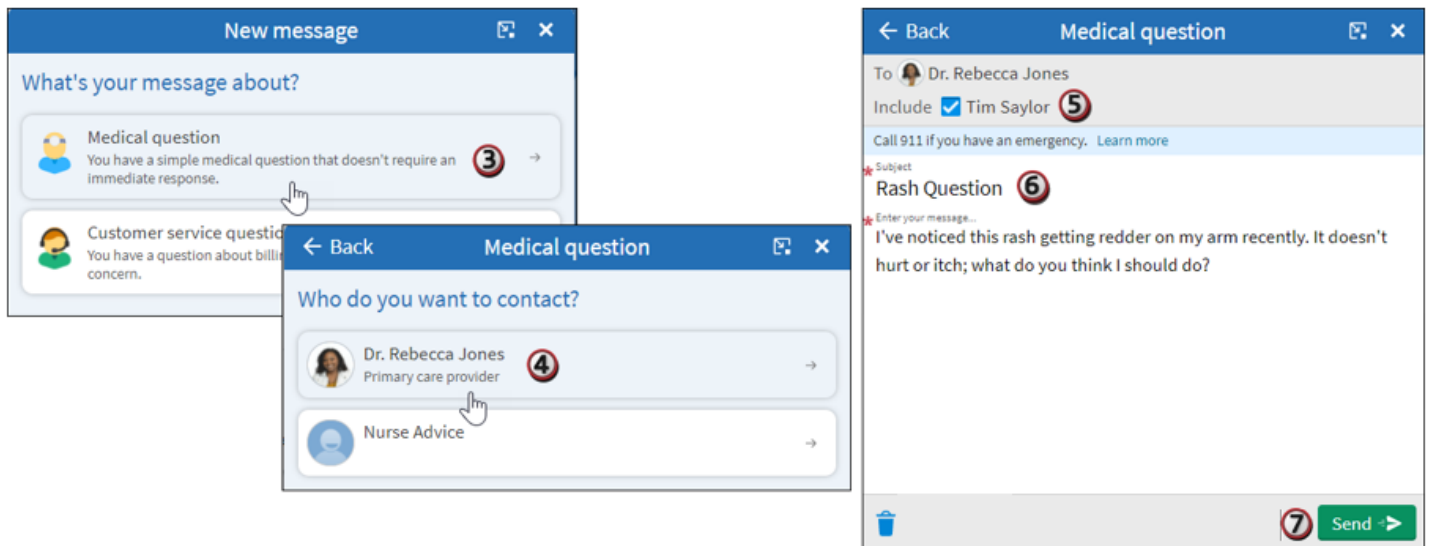 New message
What's your message about?
Medical question
You have a simple medical question that doesn't require an
immediate response.
3
Customer service questio
You have a question about billi
concern.
← Back Medical question
Who do you want to contact?
Dr. Rebecca Jones
Primary care provider
4
Nurse Advice
← Back Medical question
To Dr. Rebecca Jones
Include Tim Saylor 5
Call 911 if you have an emergency. Learn more
* Subject
Rash Question 6
* Enter your message...
I've noticed this rash getting redder on my arm recently. It doesn't
hurt or itch; what do you think I should do?
7 Send